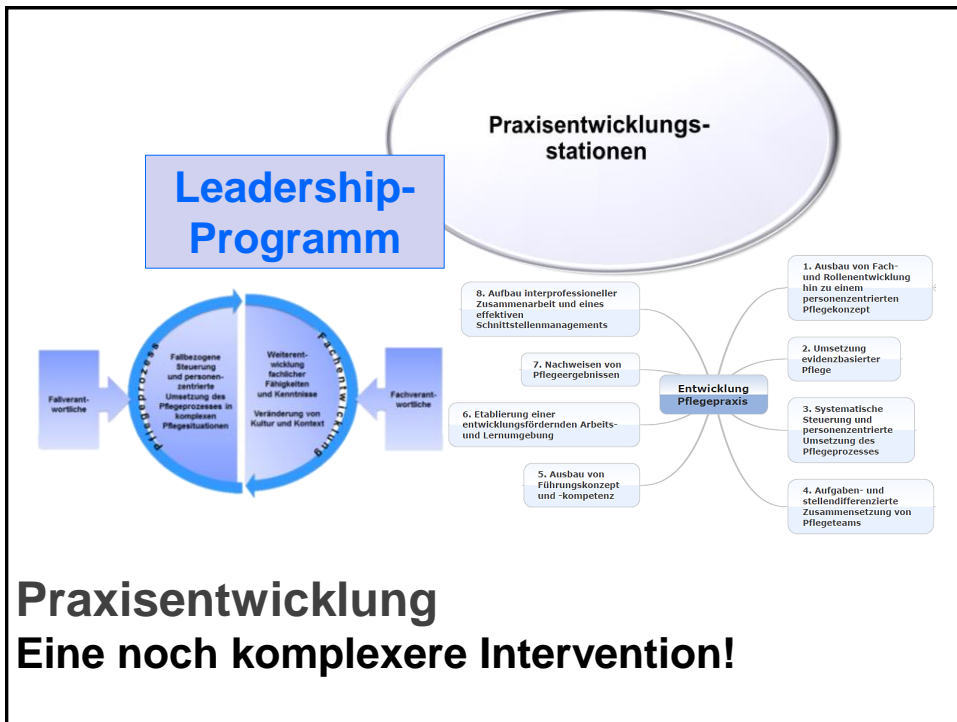 Praxisentwicklungs-
stationen
Leadership-
Programm
Fallverant-
wortliche
Pflegeprozess
Fallbezogene
Steuerung
und personen-
zentrierte
Umsetzung des
Pflegeprozesses in
komplexen
Pflegesituationen
Weiterent-
wicklung
fachlicher
Fähigkeiten
und Kenntnisse
Veränderung von
Kultur und Kontext
Fachentwicklung
Fachverant-
wortliche
Entwicklung
Pflegepraxis
1. Ausbau von Fach-
und Rollenentwicklung
hin zu einem
personenzentrierten
Pflegekonzept
2. Umsetzung
evidenzbasierter
Pflege
3. Systematische
Steuerung und
personenzentrierte
Umsetzung des
Pflegeprozesses
4. Aufgaben- und
stellendifferenzierte
Zusammensetzung von
Pflegeteams
5. Ausbau von
Führungskonzept
und -kompetenz
6. Etablierung einer
entwicklungsfördernden Arbeits-
und Lernumgebung
7. Nachweisen von
Pflegeergebnissen
8. Aufbau interprofessioneller
Zusammenarbeit und eines
effektiven
Schnittstellenmanagements
Praxisentwicklung
Eine noch komplexere Intervention!